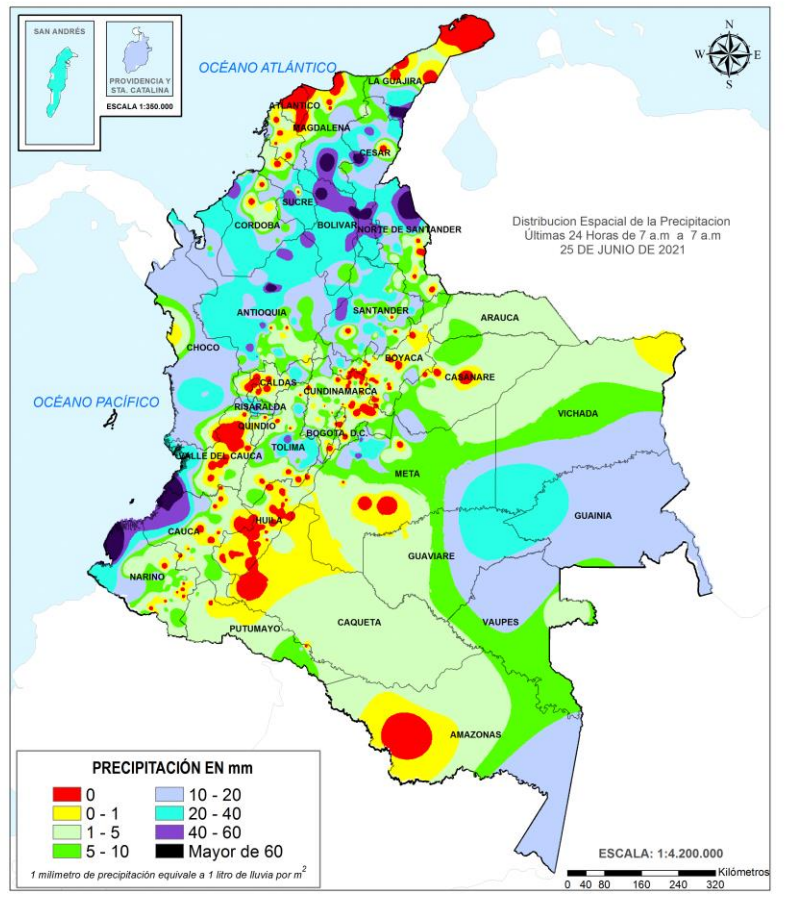 SAN ANDRÉS
PROVIDENCIA Y
STA. CATALINA
ESCALA 1:350.000
N
W E
S
OCÉANO ATLÁNTICO
LA GUAJIRA
ATLANTICO
MAGDALENA
CESAR
SUCRE
CORDOBA
BOLIVAR
NORTE DE SANTANDER
Distribucion Espacial de la Precipitacion
Últimas 24 Horas de 7 a.m a 7 a.m
25 DE JUNIO DE 2021
ANTIOQUIA
SANTANDER
ARAUCA
CHOCO
BOYACA
CALDAS
CASANARE
CUNDINAMARCA
OCÉANO PACÍFICO
RISARALDA
VICHADA
QUINDIO
BOGOTA, D.C.
TOLIMA
VALLE DEL CAUCA
META
GUAINIA
HUILA
CAUCA
GUAVIARE
NARINO
CAQUETA
VAUPES
PUTUMAYO
AMAZONAS
PRECIPITACIÓN EN mm
0
0 - 1
1 - 5
5 - 10
10 - 20
20 - 40
40 - 60
Mayor de 60
1 milímetro de precipitación equivale a 1 litro de lluvia por m²
ESCALA: 1:4.200.000
Kilómetros
0 40 80 160 240 320